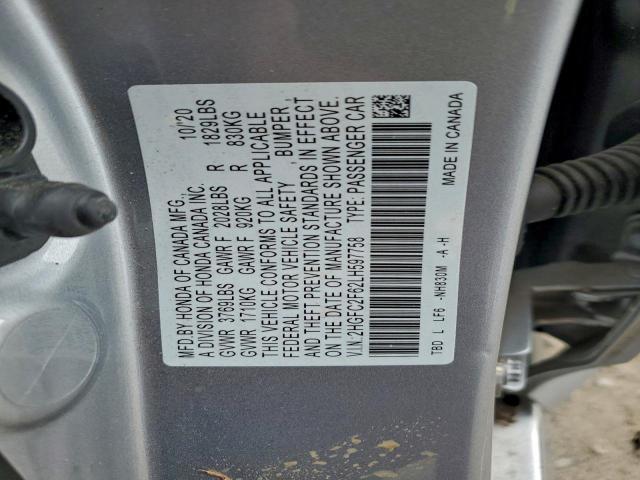 MFD.BY HONDA OF CANADA MFG., 10/20
A DIVISION OF HONDA CANADA INC.
GVWR 3769LBS GAWR F 2028LBS R 1828LBS
GVWR 1710KG GAWR F 920KG R 830KG
THIS VEHICLE CONFORMS TO ALL APPLICABLE
FEDERAL MOTOR VEHICLE SAFETY, BUMPER,
AND THEFT PREVENTION STANDARDS IN EFFECT
ON THE DATE OF MANUFACTURE SHOWN ABOVE.
V.I.N.: 2HGFC2F62LH597758 TYPE: PASSENGER CAR
TBD L LF6 -NH830M -A -H
MADE IN CANADA